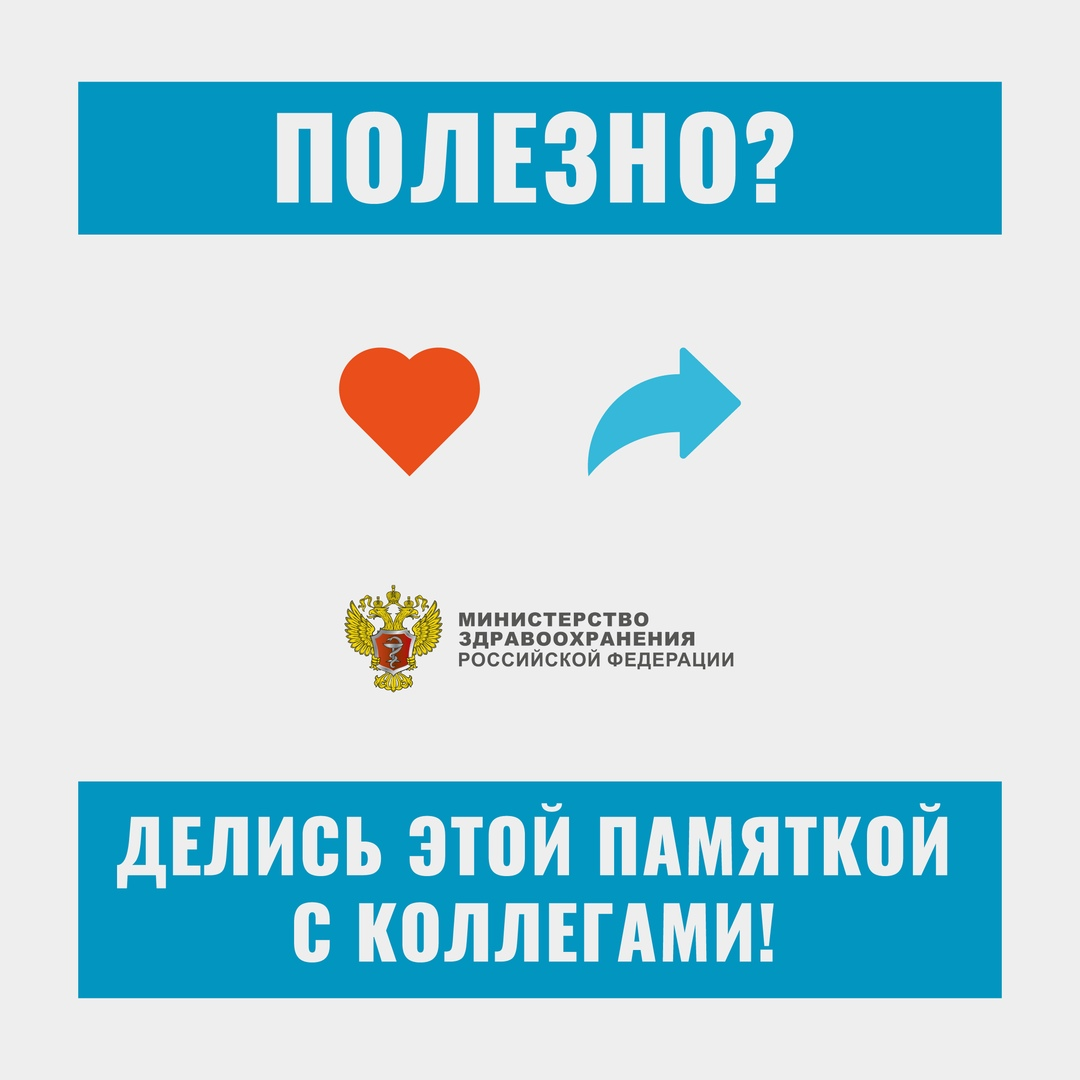 ПОЛЕЗНО?
МИНИСТЕРСТВО
ЗДРАВООХРАНЕНИЯ
РОССИЙСКОЙ ФЕДЕРАЦИИ
ДЕЛИСЬ ЭТОЙ ПАМЯТКОЙ
С КОЛЛЕГАМИ!